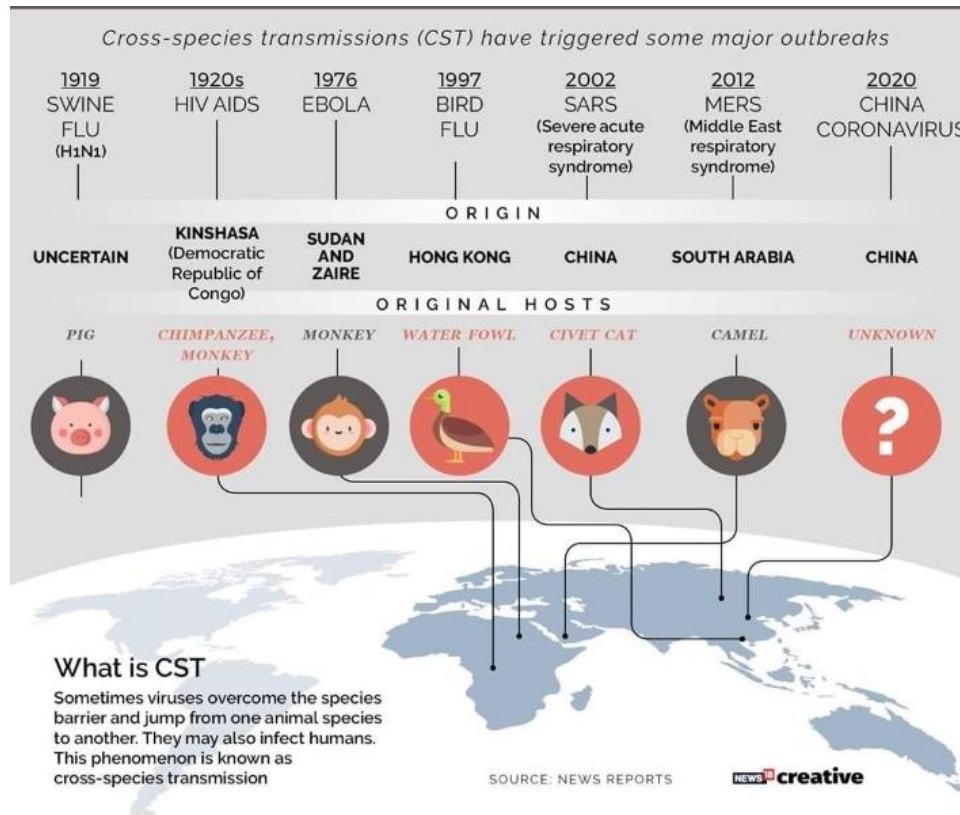 Cross-species transmissions (CST) have triggered some major outbreaks
1919
SWINE
FLU
(H1N1)
1920s
HIV AIDS
1976
EBOLA
1997
BIRD
FLU
2002
SARS
(Severe acute
respiratory
syndrome)
2012
MERS
(Middle East
respiratory
syndrome)
2020
CHINA
CORONAVIRUS
ORIGIN
UNCERTAIN
KINSHASA
(Democratic
Republic of
Congo)
SUDAN
AND
ZAIRE
HONG KONG
CHINA
SOUTH ARABIA
CHINA
ORIGINAL HOSTS
PIG
CHIMPANZEE,
MONKEY
MONKEY
WATER FOWL
CIVET CAT
CAMEL
UNKNOWN
?
What is CST
Sometimes viruses overcome the species
barrier and jump from one animal species
to another. They may also infect humans.
This phenomenon is known as
cross-species transmission
SOURCE: NEWS REPORTS
NEWS18 creative